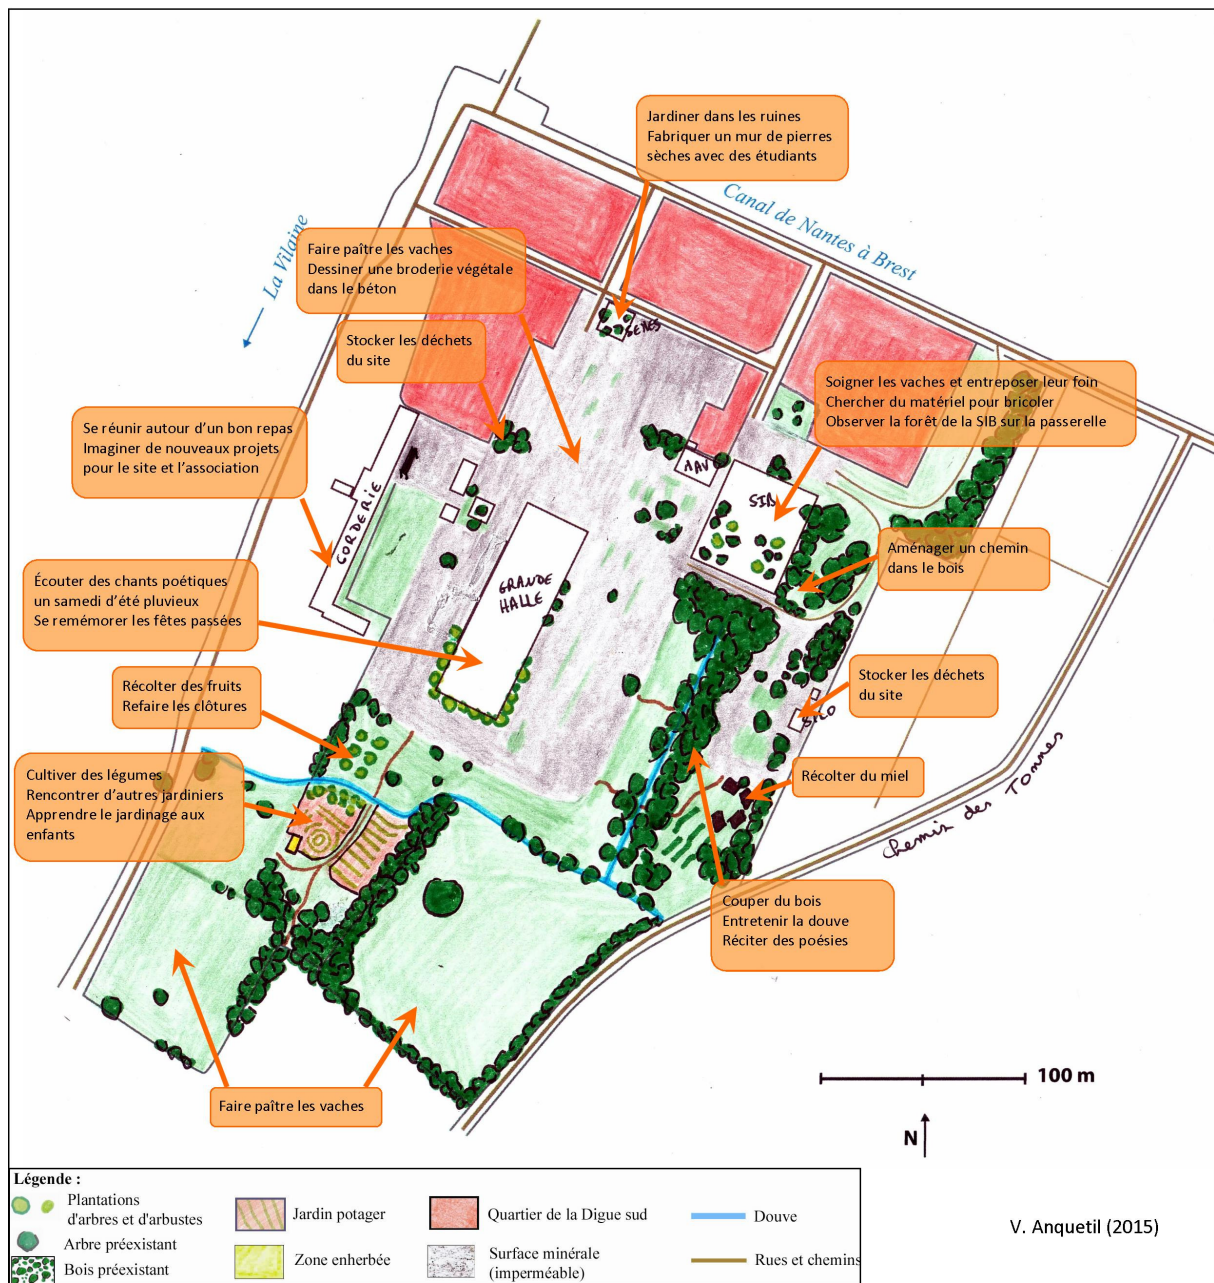 Jardiner dans les ruines
Fabriquer un mur de pierres
sèches avec des étudiants
Canal de Nantes à Brest
La Vilaine
Faire paître les vaches
Dessiner une broderie végétale
dans le béton
SENES
Stocker les déchets
du site
Soigner les vaches et entreposer leur foin
Chercher du matériel pour bricoler
Observer la forêt de la SIB sur la passerelle
Se réunir autour d'un bon repas
Imaginer de nouveaux projets
pour le site et l'association
CORDERIE
NAV
SIB
Aménager un chemin
dans le bois
GRANDE
HALLE
Écouter des chants poétiques
un samedi d'été pluvieux
Se remémorer les fêtes passées
Récolter des fruits
Refaire les clôtures
Stocker les déchets
du site
SILO
Cultiver des légumes
Rencontrer d'autres jardiniers
Apprendre le jardinage aux
enfants
Récolter du miel
Chemin des Tommes
Couper du bois
Entretenir la douve
Réciter des poésies
Faire paître les vaches
100 m
N
Légende :
Plantations
d'arbres et d'arbustes
Arbre préexistant
Bois préexistant
Jardin potager
Zone enherbée
Quartier de la Digue sud
Surface minérale
(imperméable)
Douve
Rues et chemins
V. Anquetil (2015)